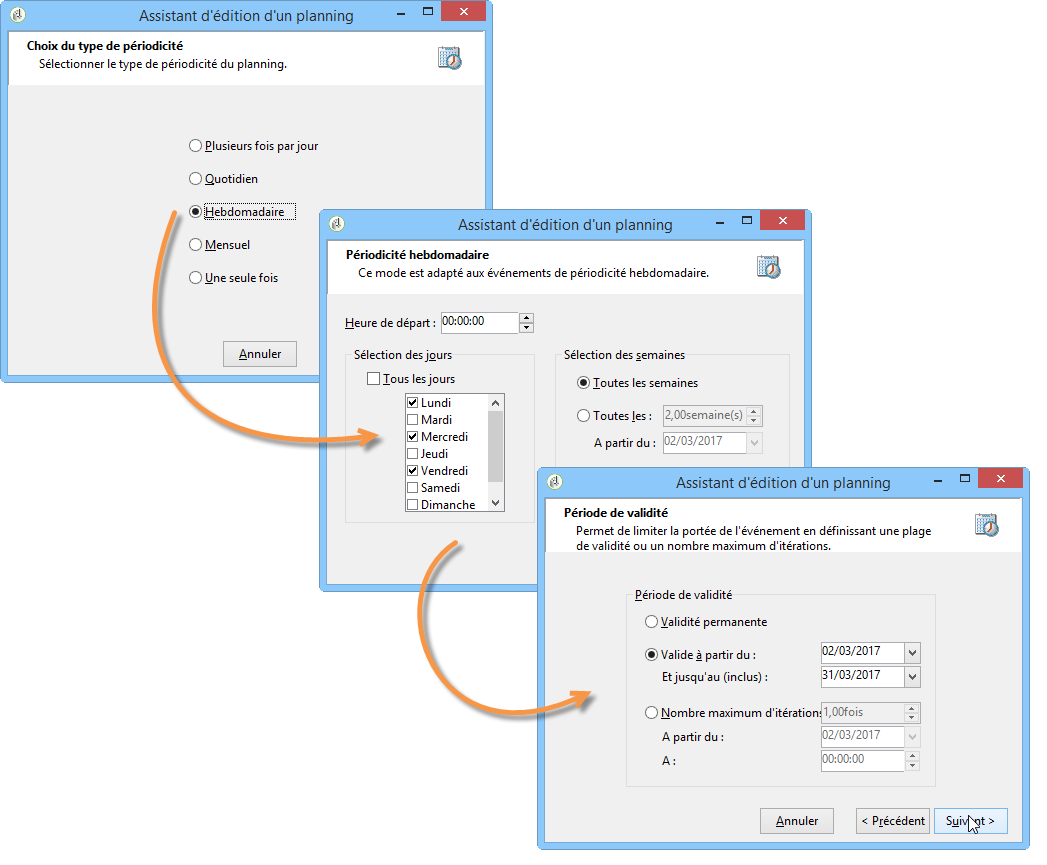 Assistant d'édition d'un planning
Choix du type de périodicité
Sélectionner le type de périodicité du planning.
Plusieurs fois par jour
Quotidien
Hebdomadaire
Mensuel
Une seule fois
Annuler
Assistant d'édition d'un planning
Périodicité hebdomadaire
Ce mode est adapté aux événements de périodicité hebdomadaire.
Heure de départ : 00:00:00
Sélection des jours
Tous les jours
Lundi
Mardi
Mercredi
Jeudi
Vendredi
Samedi
Dimanche
Sélection des semaines
Toutes les semaines
Toutes les : 2,00semaine(s)
A partir du : 02/03/2017
Assistant d'édition d'un planning
Période de validité
Permet de limiter la portée de l'événement en définissant une plage
de validité ou un nombre maximum d'itérations.
Période de validité
Validité permanente
Valide à partir du : 02/03/2017
Et jusqu'au (inclus) : 31/03/2017
Nombre maximum d'itérations 1,00fois
A partir du : 02/03/2017
A : 00:00:00
Annuler
< Précédent
Suivant >